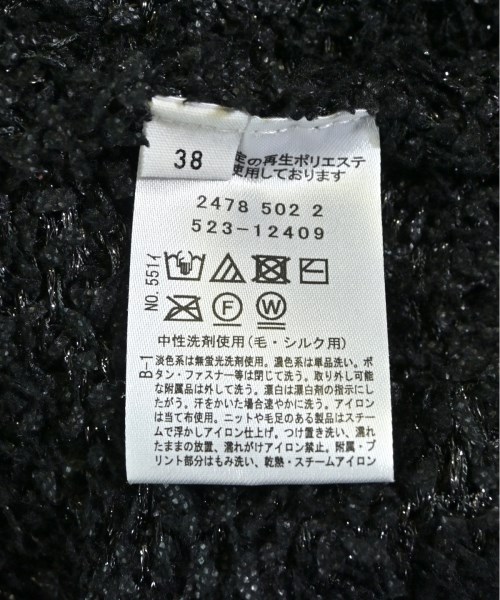 38
定の再生ポリエステ
使用しております
2478 502 2
523-12409
NO.551イ
F
W
中性洗剤使用(毛・シルク用)
B-1
淡色系は無蛍光洗剤使用。濃色系は単品洗い。ボ
タン・ファスナー等は閉じて洗う。取り外し可能
な付属品は外して洗う。漂白は漂白剤の指示にし
たがう。汗をかいた場合速やかに洗う。アイロン
は当て布使用。ニットや毛足のある製品はスチー
ムで浮かしアイロン仕上げ。つけ置き洗い、濡れ
たままの放置、濡れがけアイロン禁止。附属・プ
リント部分はもみ洗い、乾熱・スチームアイロン